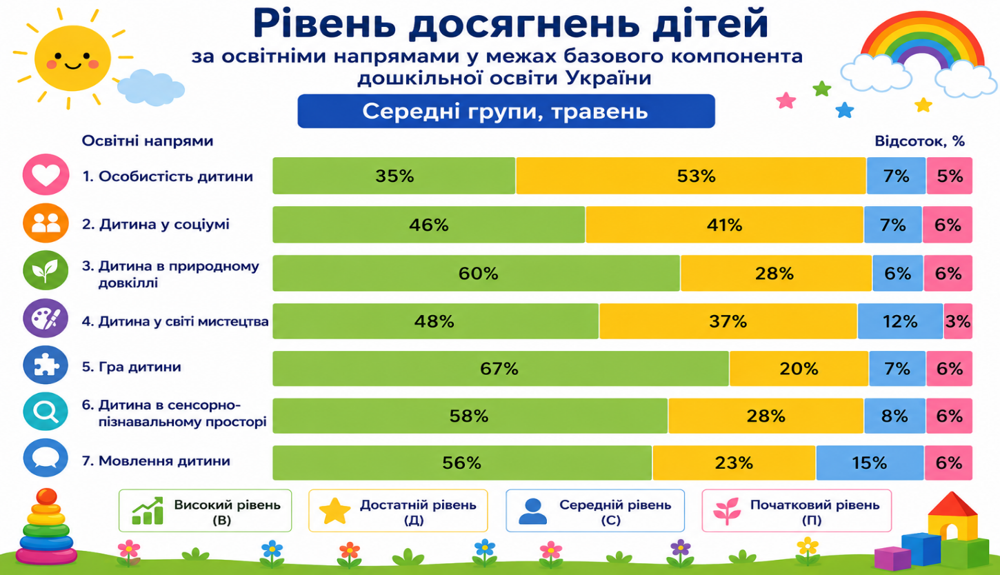 Рівень досягнень дітей
за освітніми напрямами у межах базового компонента
дошкільної освіти України
Середні групи, травень
Освітні напрями
Відсоток, %
1. Особистість дитини
35%
53%
7%
5%
2. Дитина у соціумі
46%
41%
7%
6%
3. Дитина в природному
довкіллі
60%
28%
6%
6%
4. Дитина у світі мистецтва
48%
37%
12%
3%
5. Гра дитини
67%
20%
7%
6%
6. Дитина в сенсорно-
пізнавальному просторі
58%
28%
8%
6%
7. Мовлення дитини
56%
23%
15%
6%
Високий рівень
(В)
Достатній рівень
(Д)
Середній рівень
(С)
Початковий рівень
(П)